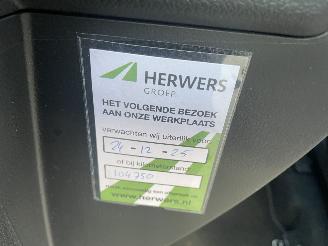 HERWERS
GROEP
HET VOLGENDE BEZOEK
AAN ONZE WERKPLAATS
verwachten wij uiterlijk voor:
24-12-25
of bij kilometerstand:
104750
www.herwers.nl